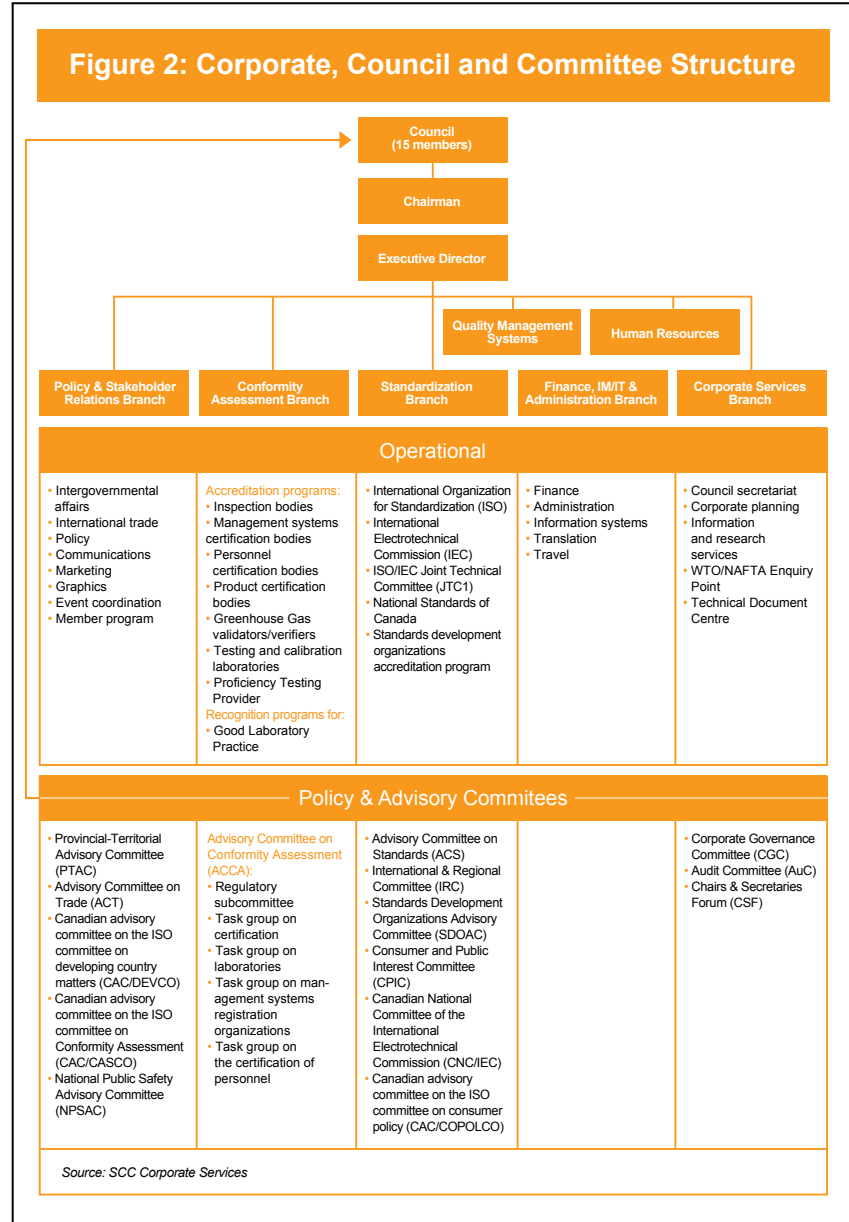 Figure 2: Corporate, Council and Committee Structure
Council
(15 members)
Chairman
Executive Director
Quality Management
Systems
Human Resources
Policy & Stakeholder
Relations Branch
Conformity
Assessment Branch
Standardization
Branch
Finance, IM/IT &
Administration Branch
Corporate Services
Branch
Operational
• Intergovernmental
affairs
• International trade
• Policy
• Communications
• Marketing
• Graphics
• Event coordination
• Member program
Accreditation programs:
• Inspection bodies
• Management systems
certification bodies
• Personnel
certification bodies
• Product certification
bodies
• Greenhouse Gas
validators/verifiers
• Testing and calibration
laboratories
• Proficiency Testing
Provider
Recognition programs for:
• Good Laboratory
Practice
• International Organization
for Standardization (ISO)
• International
Electrotechnical
Commission (IEC)
• ISO/IEC Joint Technical
Committee (JTC1)
• National Standards of
Canada
• Standards development
organizations
accreditation program
• Finance
• Administration
• Information systems
• Translation
• Travel
• Council secretariat
• Corporate planning
• Information
and research
services
• WTO/NAFTA Enquiry
Point
• Technical Document
Centre
Policy & Advisory Commitees
• Provincial-Territorial
Advisory Committee
(PTAC)
• Advisory Committee on
Trade (ACT)
• Canadian advisory
committee on the ISO
committee on
developing country
matters (CAC/DEVCO)
• Canadian advisory
committee on the ISO
committee on
Conformity Assessment
(CAC/CASCO)
• National Public Safety
Advisory Committee
(NPSAC)
Advisory Committee on
Conformity Assessment
(ACCA):
• Regulatory
subcommittee
• Task group on
certification
• Task group on
laboratories
• Task group on man-
agement systems
registration
organizations
• Task group on
the certification of
personnel
• Advisory Committee on
Standards (ACS)
• International & Regional
Committee (IRC)
• Standards Development
Organizations Advisory
Committee (SDOAC)
• Consumer and Public
Interest Committee
(CPIC)
• Canadian National
Committee of the
International
Electrotechnical
Commission (CNC/IEC)
• Canadian advisory
committee on the ISO
committee on consumer
policy (CAC/COPOLCO)
• Corporate Governance
Committee (CGC)
• Audit Committee (AuC)
• Chairs & Secretaries
Forum (CSF)
Source: SCC Corporate Services